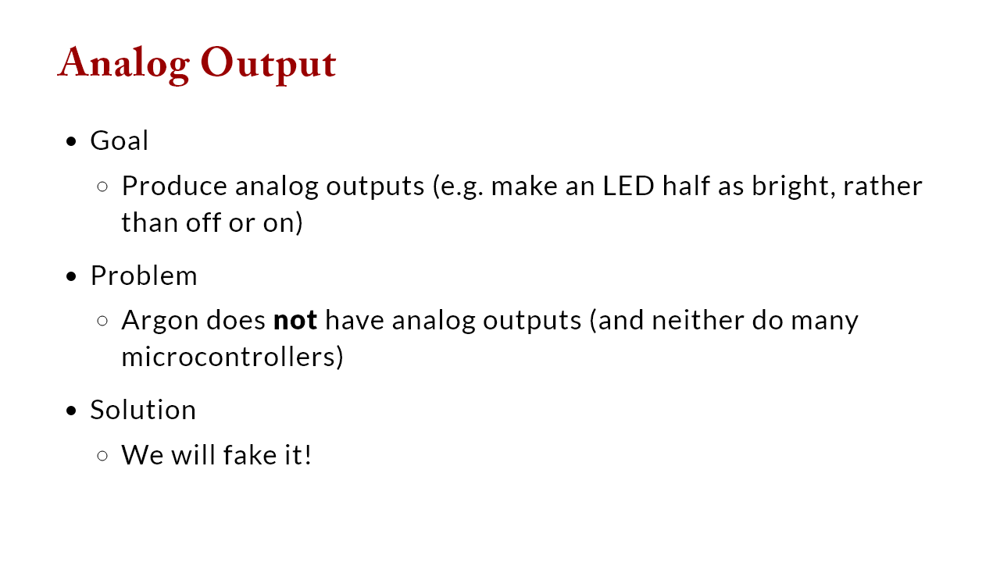 Analog Output
• Goal
○ Produce analog outputs (e.g. make an LED half as bright, rather
than off or on)
• Problem
○ Argon does not have analog outputs (and neither do many
microcontrollers)
• Solution
○ We will fake it!